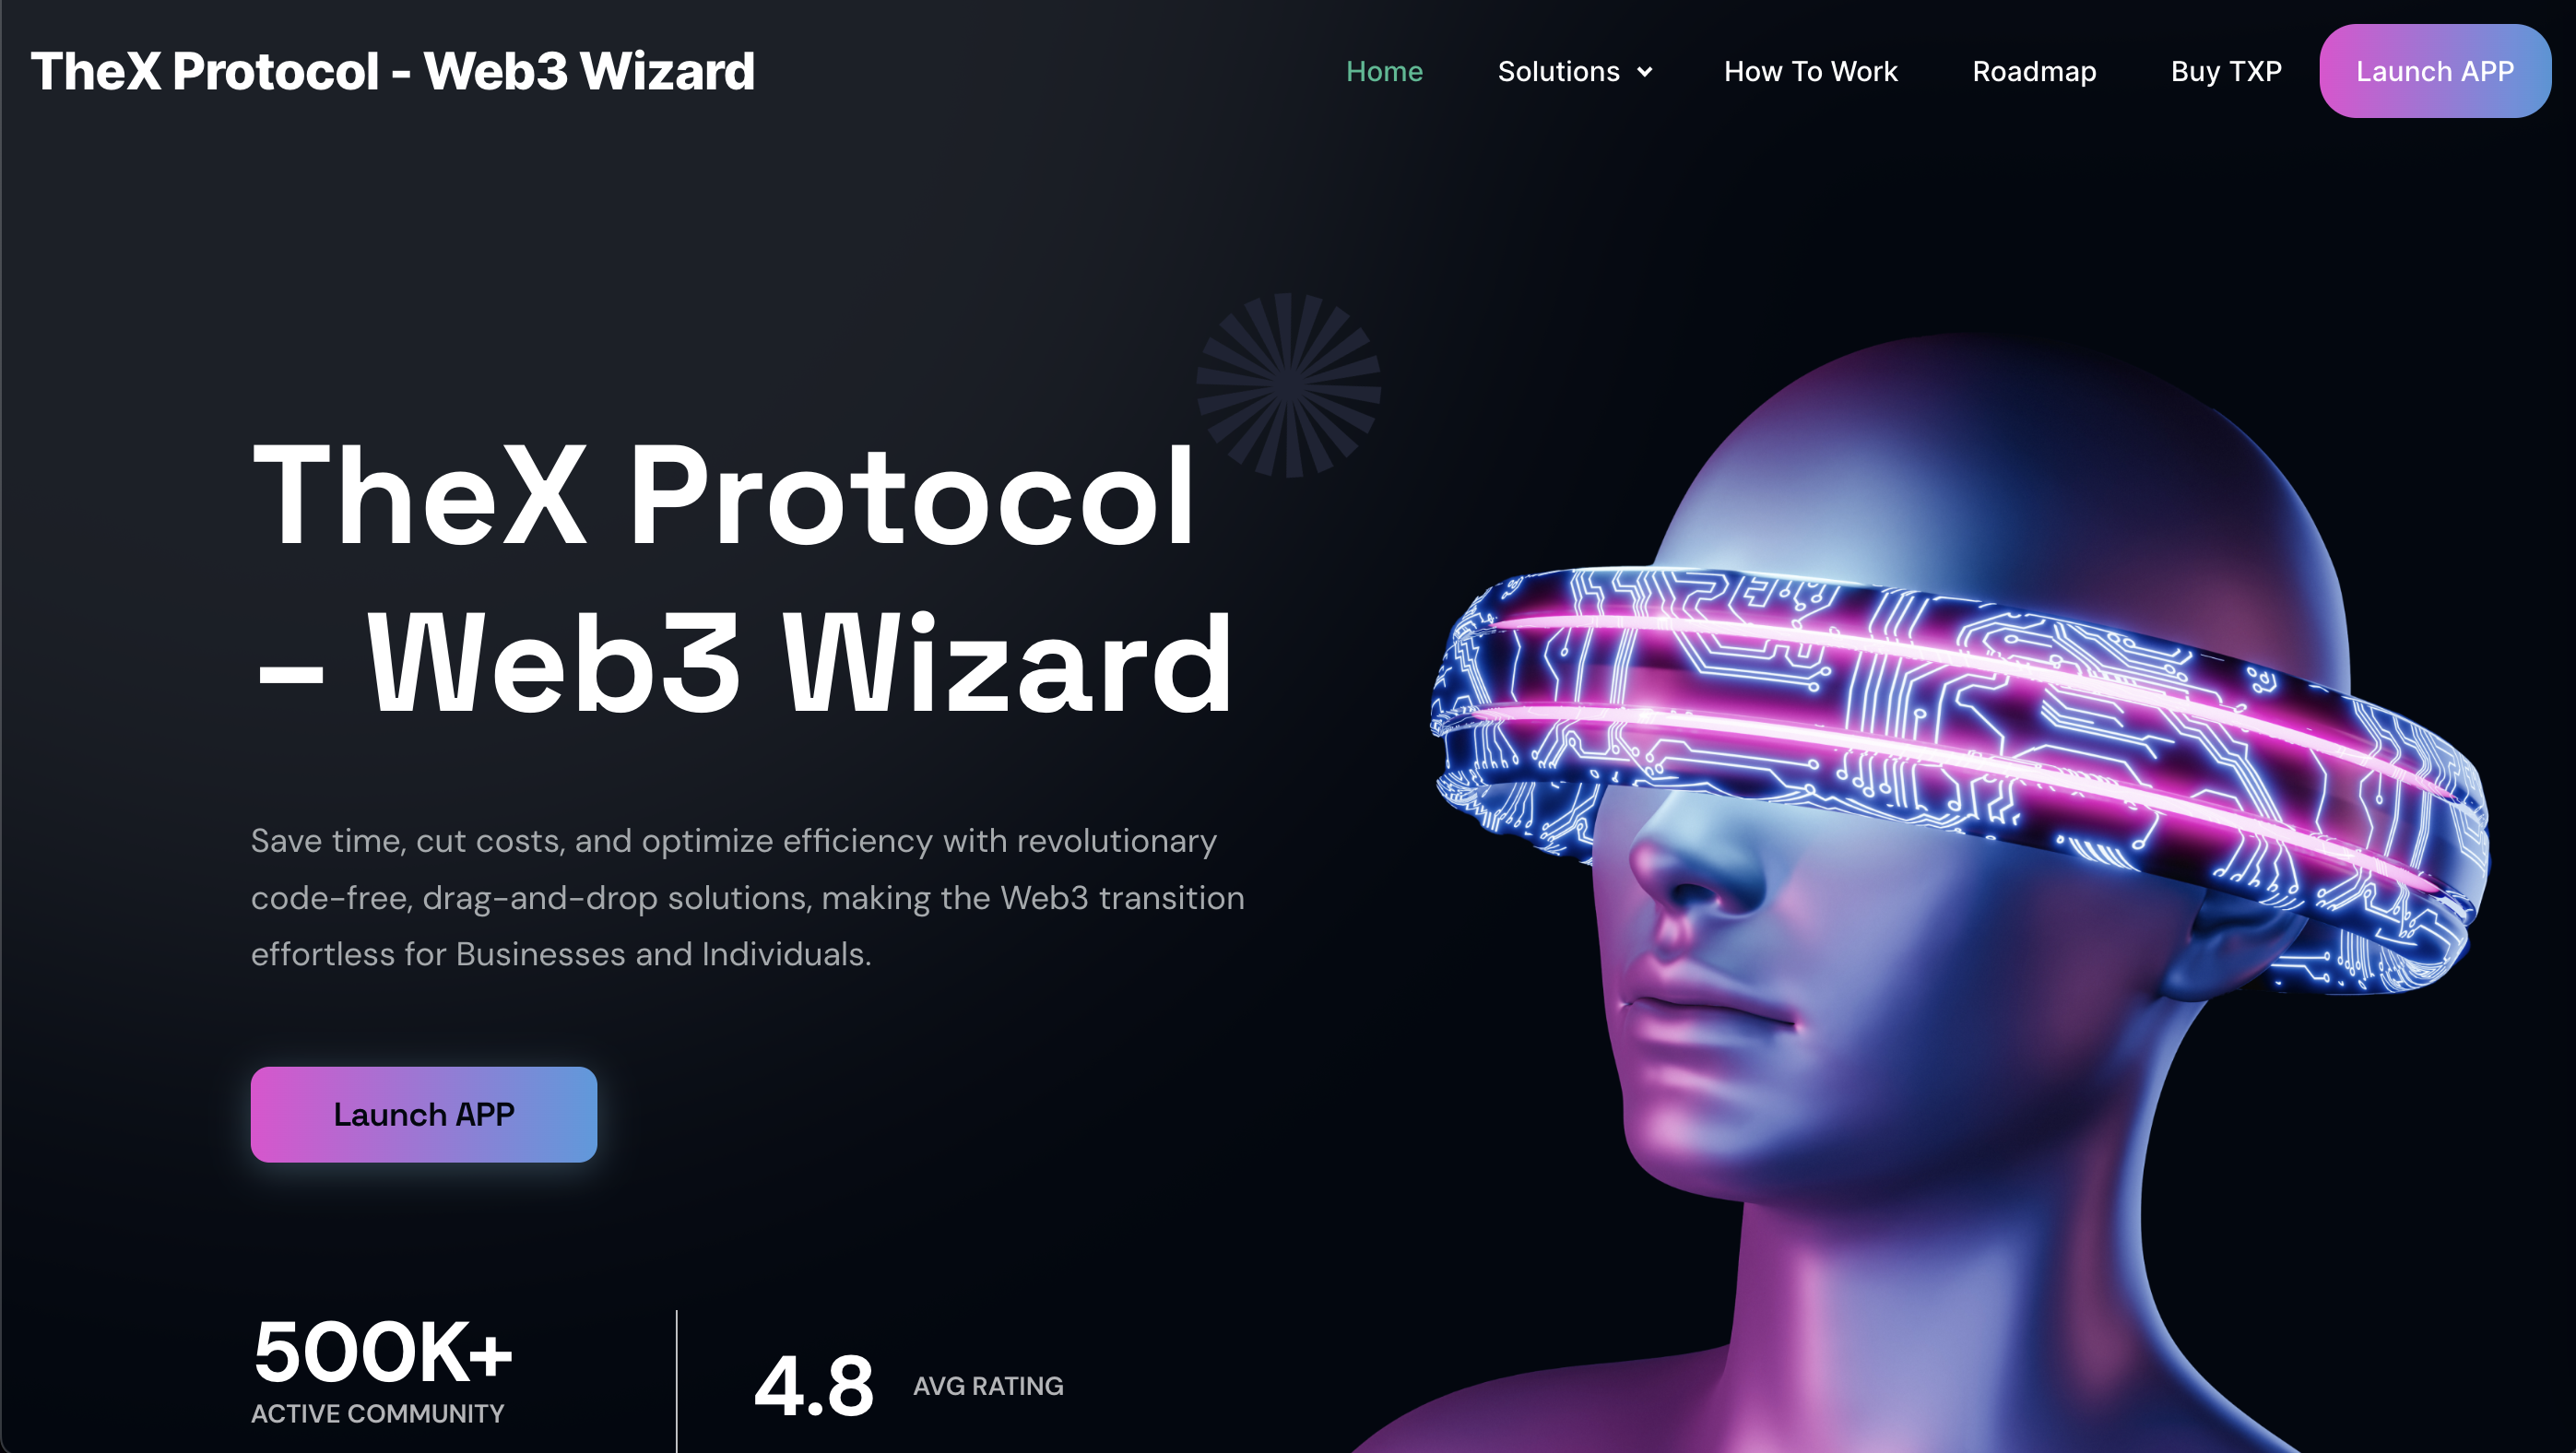 TheX Protocol - Web3 Wizard
Home
Solutions
How To Work
Roadmap
Buy TXP
Launch APP
TheX Protocol
– Web3 Wizard
Save time, cut costs, and optimize efficiency with revolutionary
code-free, drag-and-drop solutions, making the Web3 transition
effortless for Businesses and Individuals.
Launch APP
500K+
ACTIVE COMMUNITY
4.8
AVG RATING